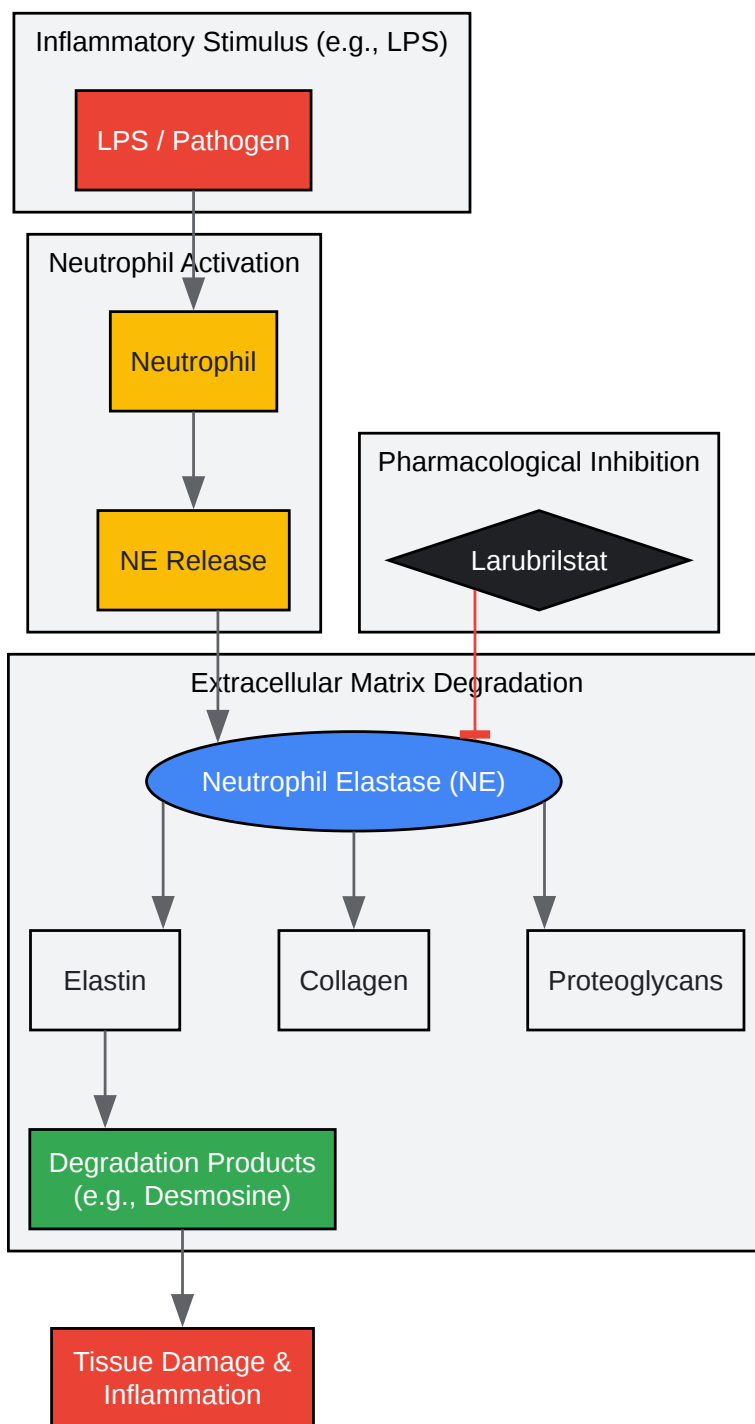 Inflammatory Stimulus (e.g., LPS)
LPS / Pathogen
Neutrophil Activation
Neutrophil
NE Release
Pharmacological Inhibition
Larubrilstat
Extracellular Matrix Degradation
Neutrophil Elastase (NE)
Elastin
Collagen
Proteoglycans
Degradation Products
(e.g., Desmosine)
Tissue Damage &
Inflammation